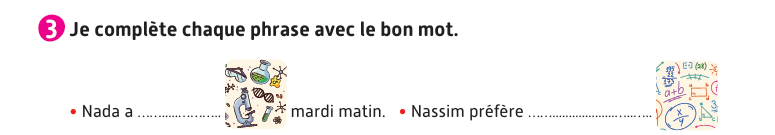 3 Je complète chaque phrase avec le bon mot.
• Nada a ........................ mardi matin. • Nassim préfère ...................................